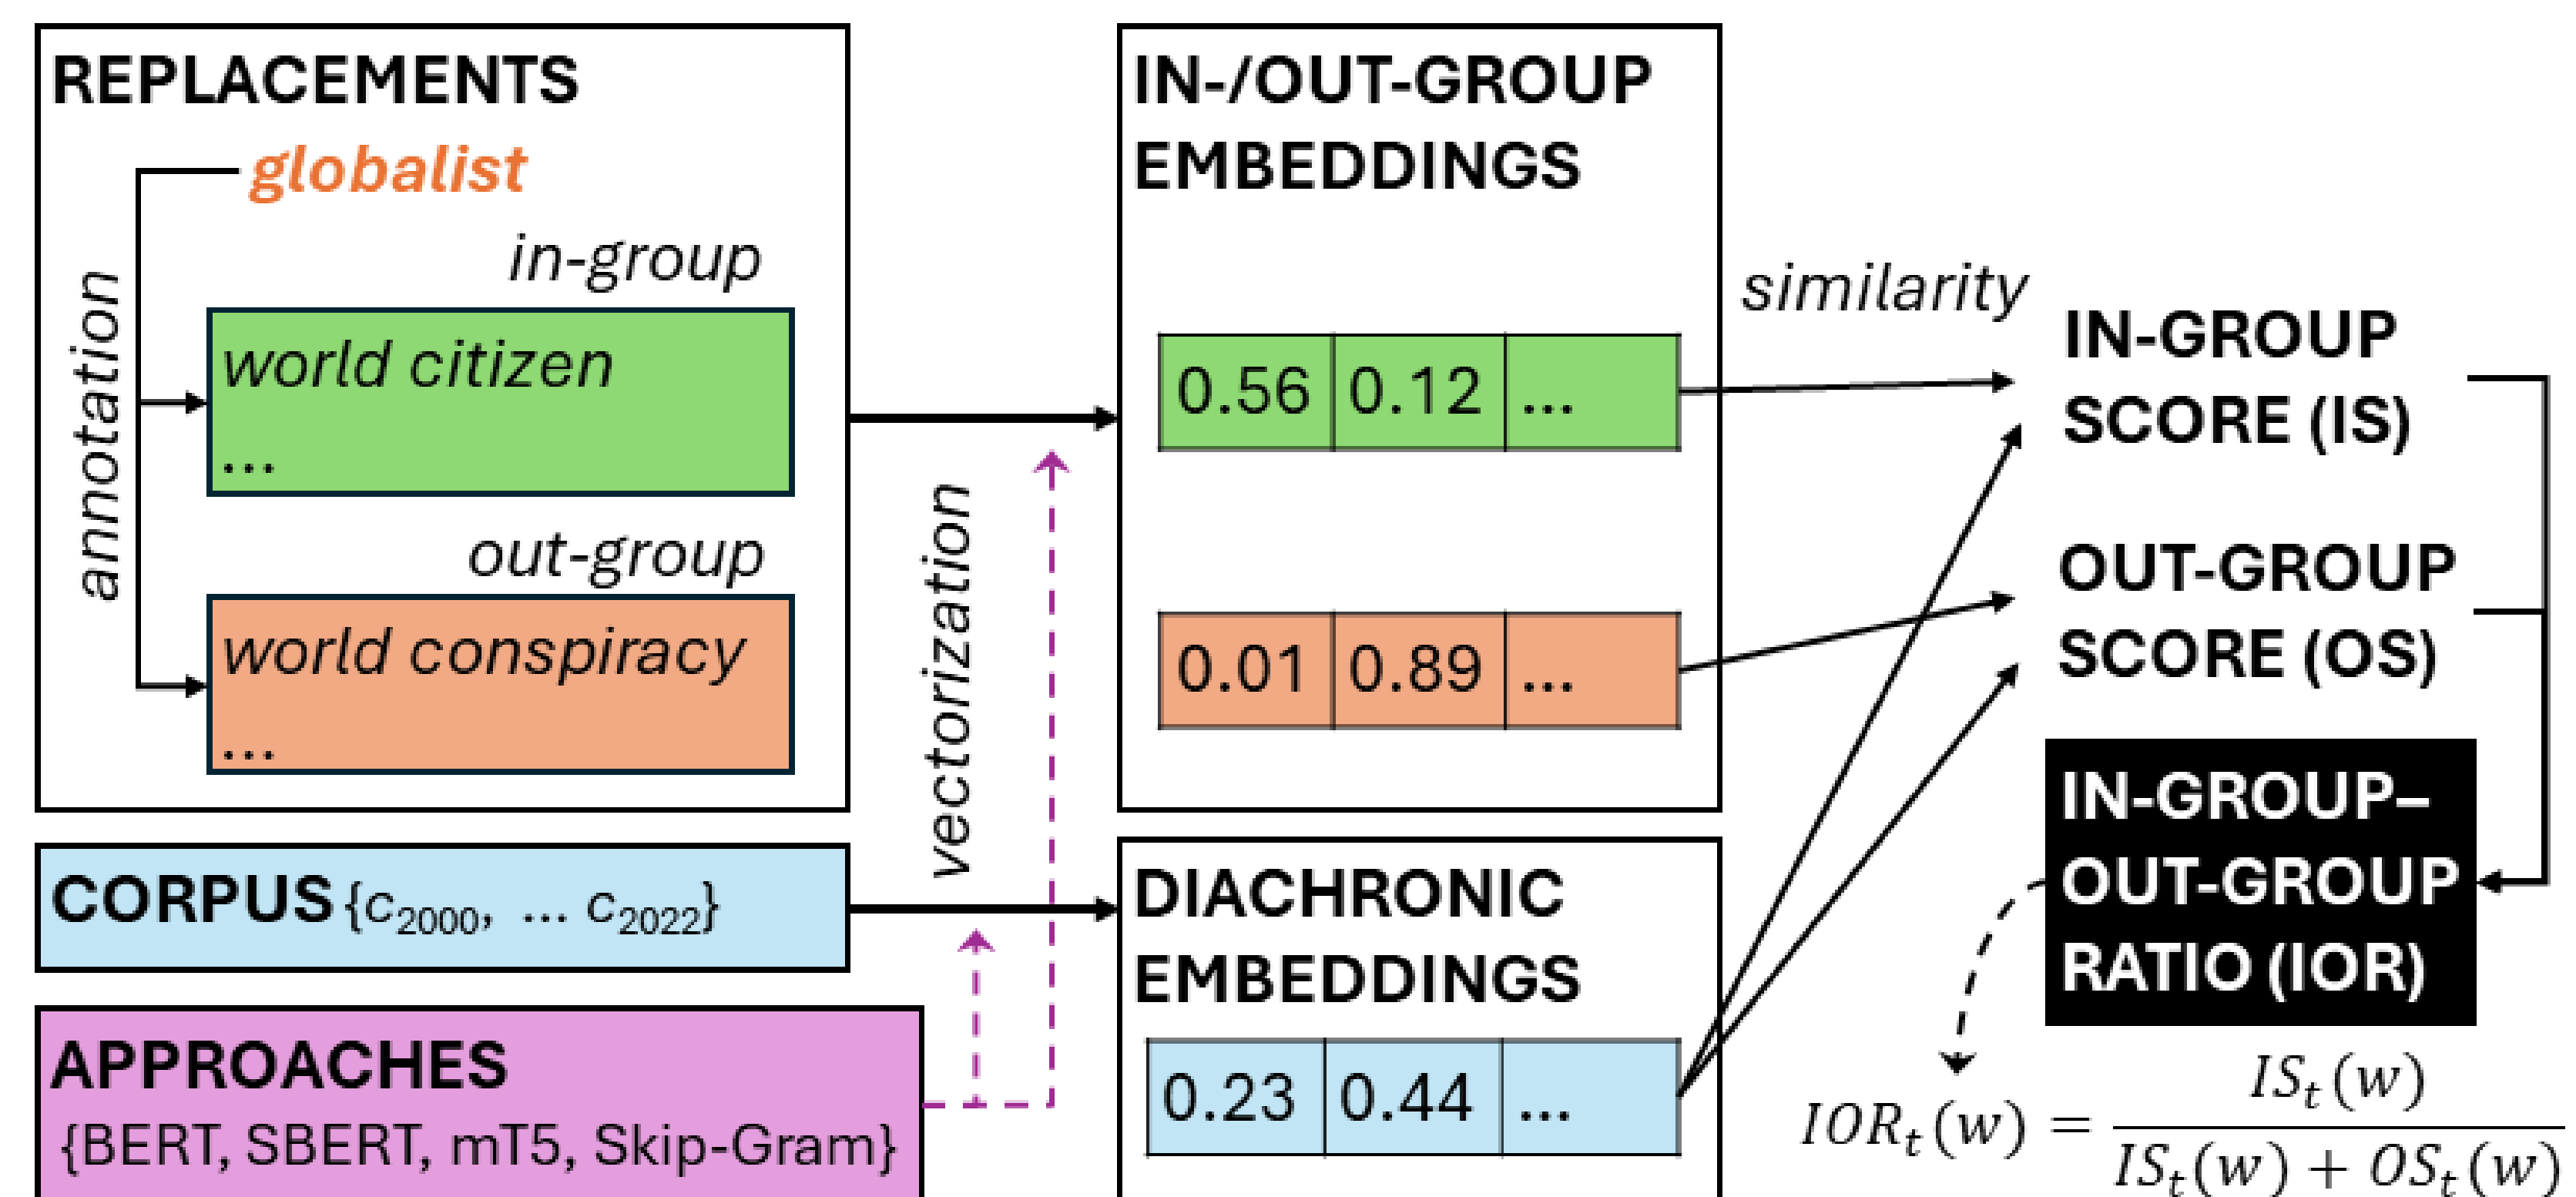 REPLACEMENTS
globalist
annotation
in-group
world citizen
...
out-group
world conspiracy
...
CORPUS {c2000, ... c2022}
APPROACHES
{BERT, SBERT, mT5, Skip-Gram}
vectorization
IN-/OUT-GROUP
EMBEDDINGS
0.56 0.12 ...
0.01 0.89 ...
DIACHRONIC
EMBEDDINGS
0.23 0.44 ...
similarity
IN-GROUP
SCORE (IS)
OUT-GROUP
SCORE (OS)
IN-GROUP–
OUT-GROUP
RATIO (IOR)
IORt(w) = ISt(w) / ISt(w) + OSt(w)